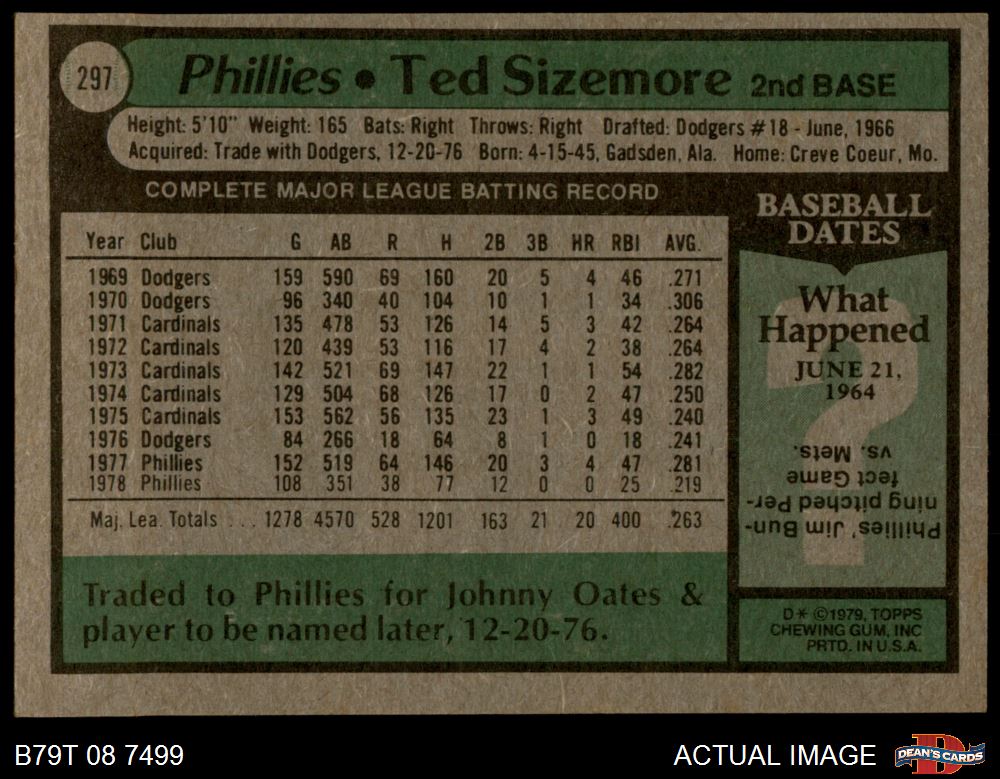 297 Phillies • Ted Sizemore 2nd BASE
Height: 5'10" Weight: 165 Bats: Right Throws: Right Drafted: Dodgers #18 - June, 1966
Acquired: Trade with Dodgers, 12-20-76 Born: 4-15-45, Gadsden, Ala. Home: Creve Coeur, Mo.
COMPLETE MAJOR LEAGUE BATTING RECORD
Year Club G AB R H 2B 3B HR RBI AVG.
1969 Dodgers 159 590 69 160 20 5 4 46 .271
1970 Dodgers 96 340 40 104 10 1 1 34 .306
1971 Cardinals 135 478 53 126 14 5 3 42 .264
1972 Cardinals 120 439 53 116 17 4 2 38 .264
1973 Cardinals 142 521 69 147 22 1 1 54 .282
1974 Cardinals 129 504 68 126 17 0 2 47 .250
1975 Cardinals 153 562 56 135 23 1 3 49 .240
1976 Dodgers 84 266 18 64 8 1 0 18 .241
1977 Phillies 152 519 64 146 20 3 4 47 .281
1978 Phillies 108 351 38 77 12 0 0 25 .219
Maj. Lea. Totals ... 1278 4570 528 1201 163 21 20 400 .263
Traded to Phillies for Johnny Oates &
player to be named later, 12-20-76.
BASEBALL
DATES
What
Happened
JUNE 21,
1964
Phillies' Jim Bun-
ning pitched Per-
fect Game
vs. Mets.
D* ©1979, TOPPS
CHEWING GUM, INC
PRTD. IN U.S.A.
B79T 08 7499
ACTUAL IMAGE
DEAN'S CARDS